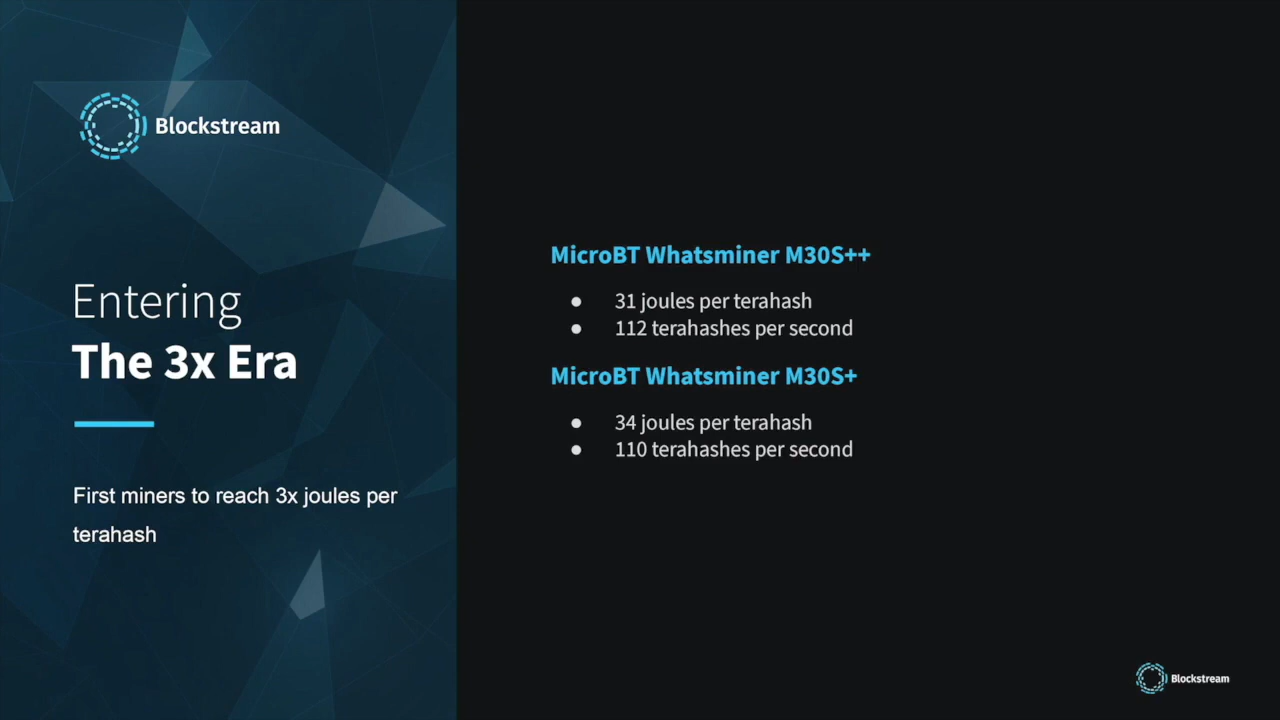 Blockstream
Entering
The 3x Era
First miners to reach 3x joules per
terahash
MicroBT Whatsminer M30S++
● 31 joules per terahash
● 112 terahashes per second
MicroBT Whatsminer M30S+
● 34 joules per terahash
● 110 terahashes per second
Blockstream